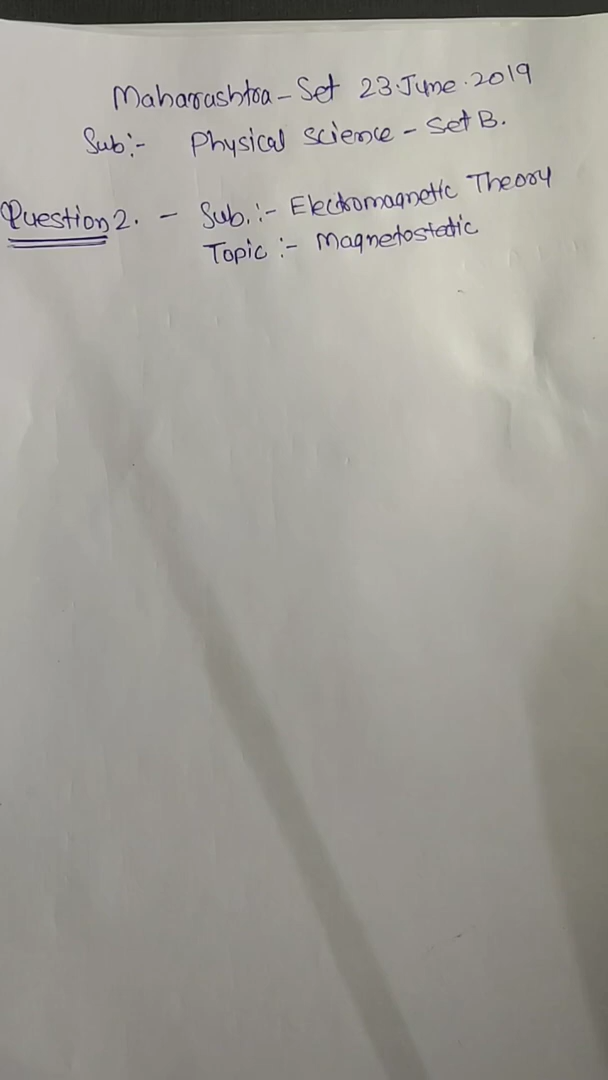 Maharashtra - Set 23 June. 2019
Sub:- Physical Science - Set B.
Question 2. - Sub. :- Electromagnetic Theory
Topic :- Magnetostatic